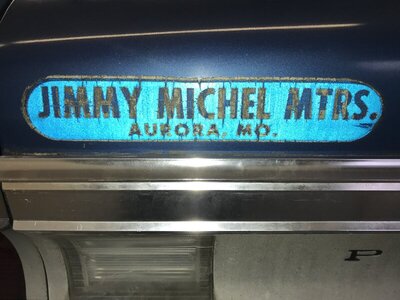 JIMMY MICHEL MTRS.
AURORA, MO.
P